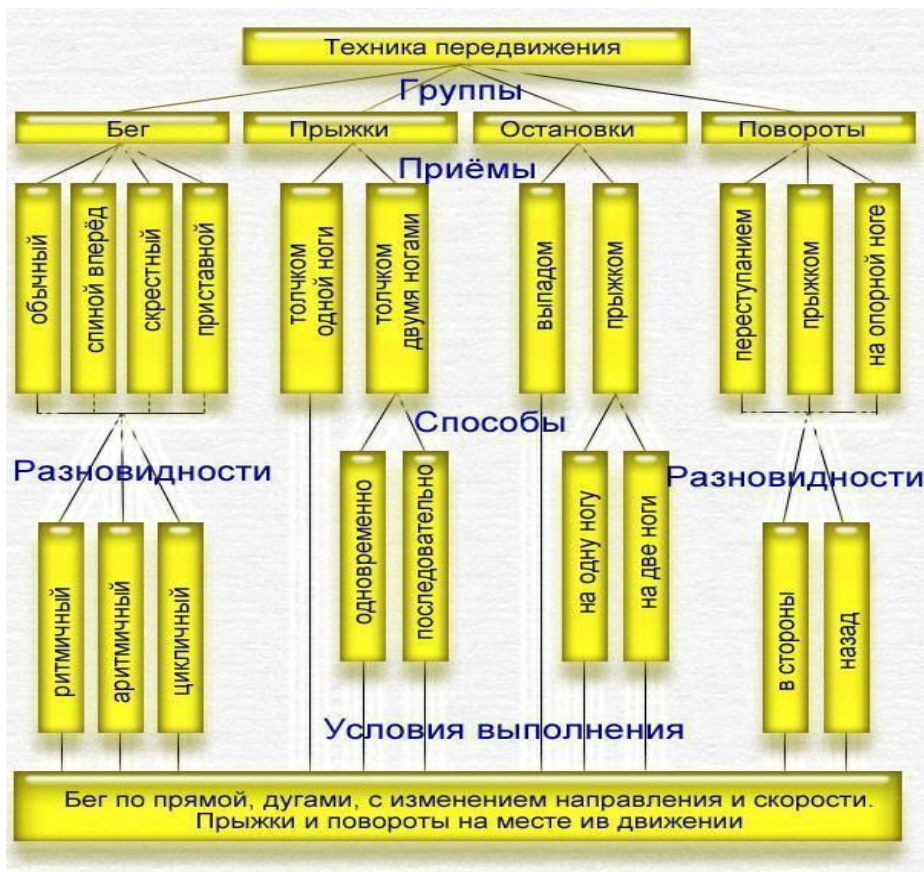 Техника передвижения
Группы
Бег
Прыжки
Остановки
Повороты
Приёмы
обычный
спиной вперёд
скрестный
приставной
толчком
одной ноги
толчком
двумя ногами
выпадом
прыжком
переступанием
прыжком
на опорной ноге
Способы
Разновидности
одновременно
последовательно
на одну ногу
на две ноги
Разновидности
ритмичный
аритмичный
цикличный
в стороны
назад
Условия выполнения
Бег по прямой, дугами, с изменением направления и скорости.
Прыжки и повороты на месте ив движении